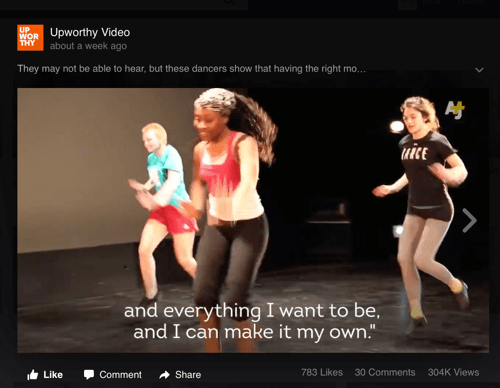 UP
WOR
THY
Upworthy Video
about a week ago
They may not be able to hear, but these dancers show that having the right mo...
AJ+
DANCE
and everything I want to be,
and I can make it my own."
Like Comment Share 783 Likes 30 Comments 304K Views